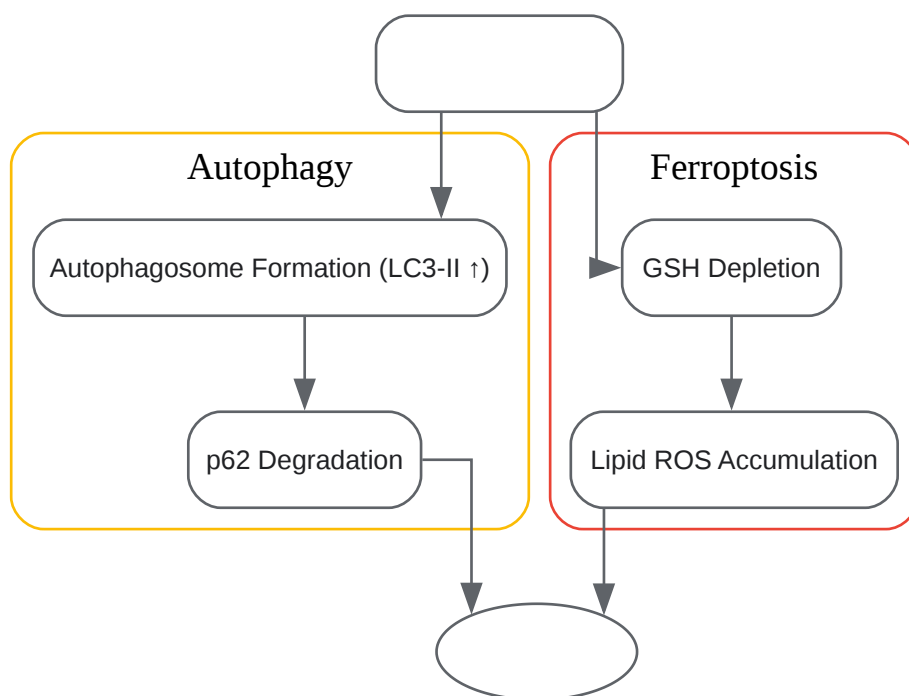 Autophagy
Autophagosome Formation (LC3-II ↑)
p62 Degradation
Ferroptosis
GSH Depletion
Lipid ROS Accumulation